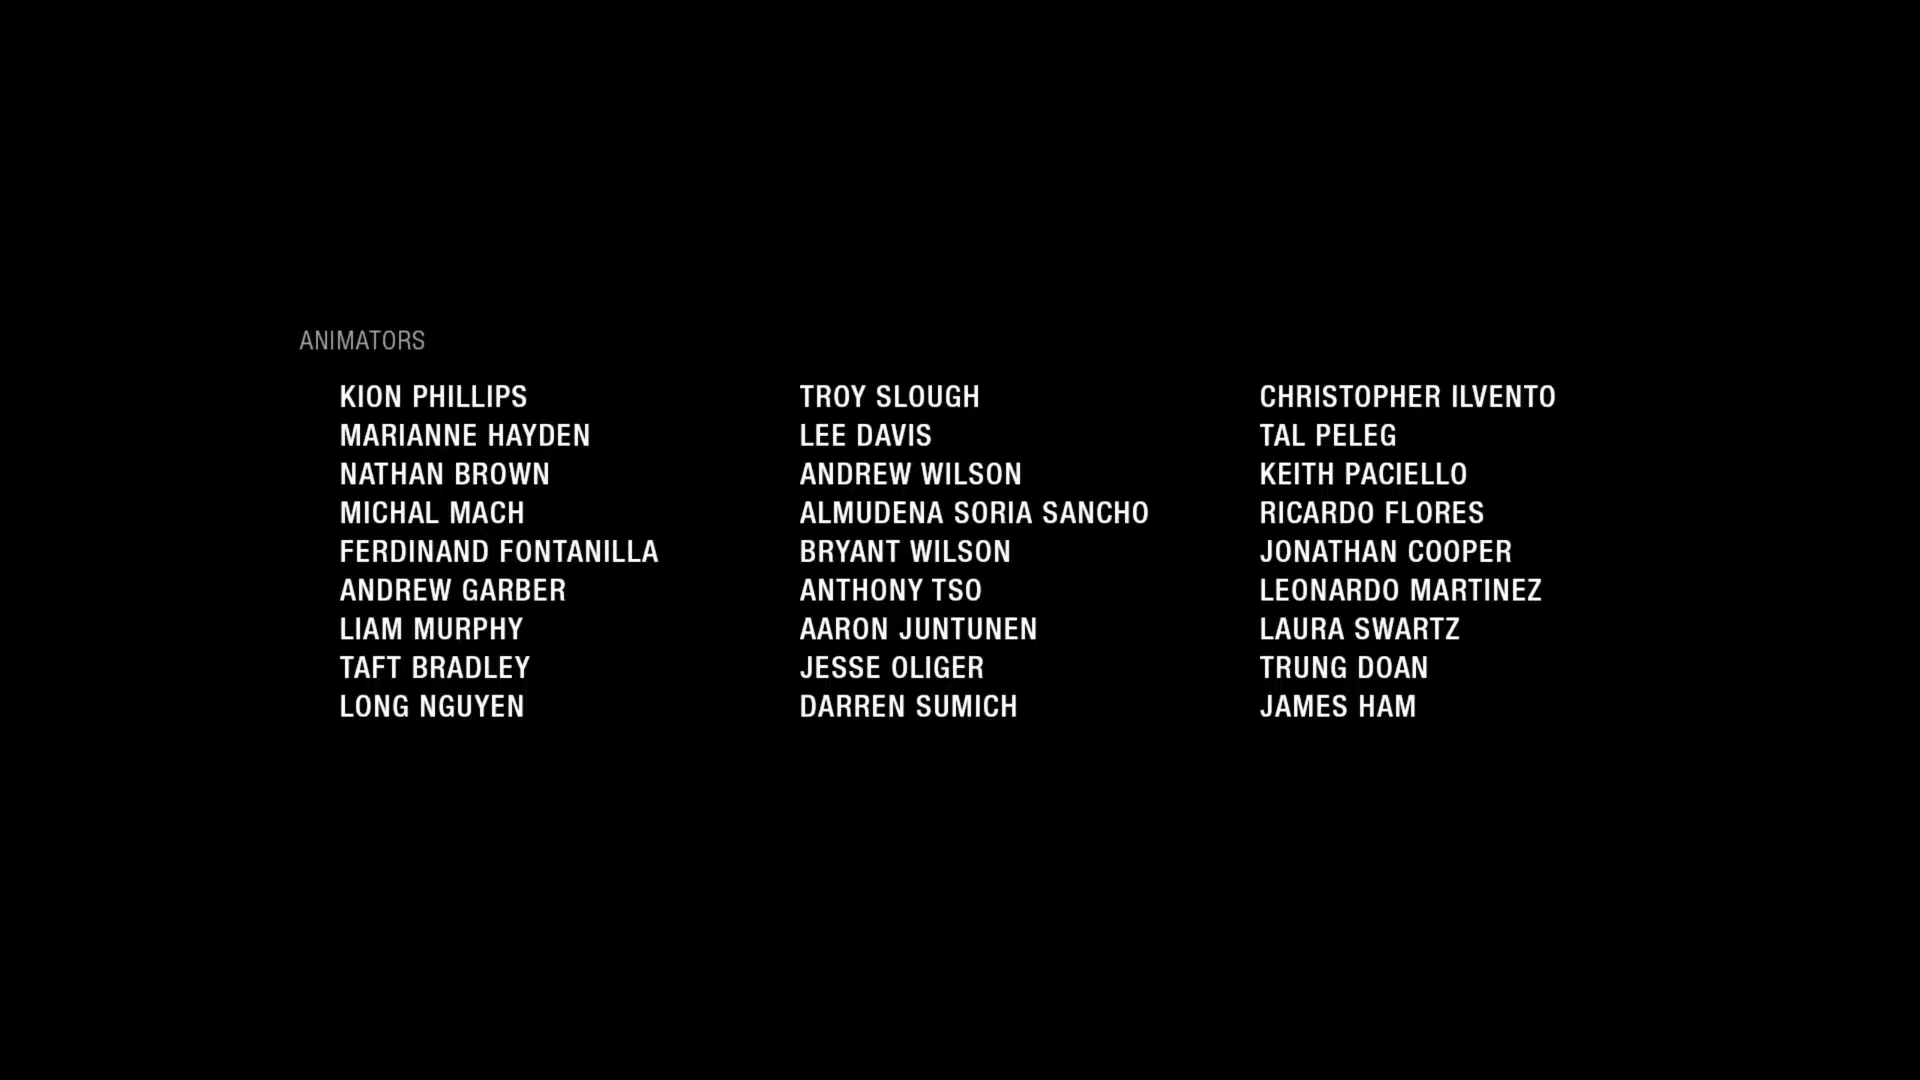 ANIMATORS
KION PHILLIPS
MARIANNE HAYDEN
NATHAN BROWN
MICHAL MACH
FERDINAND FONTANILLA
ANDREW GARBER
LIAM MURPHY
TAFT BRADLEY
LONG NGUYEN
TROY SLOUGH
LEE DAVIS
ANDREW WILSON
ALMUDENA SORIA SANCHO
BRYANT WILSON
ANTHONY TSO
AARON JUNTUNEN
JESSE OLIGER
DARREN SUMICH
CHRISTOPHER ILVENTO
TAL PELEG
KEITH PACIELLO
RICARDO FLORES
JONATHAN COOPER
LEONARDO MARTINEZ
LAURA SWARTZ
TRUNG DOAN
JAMES HAM